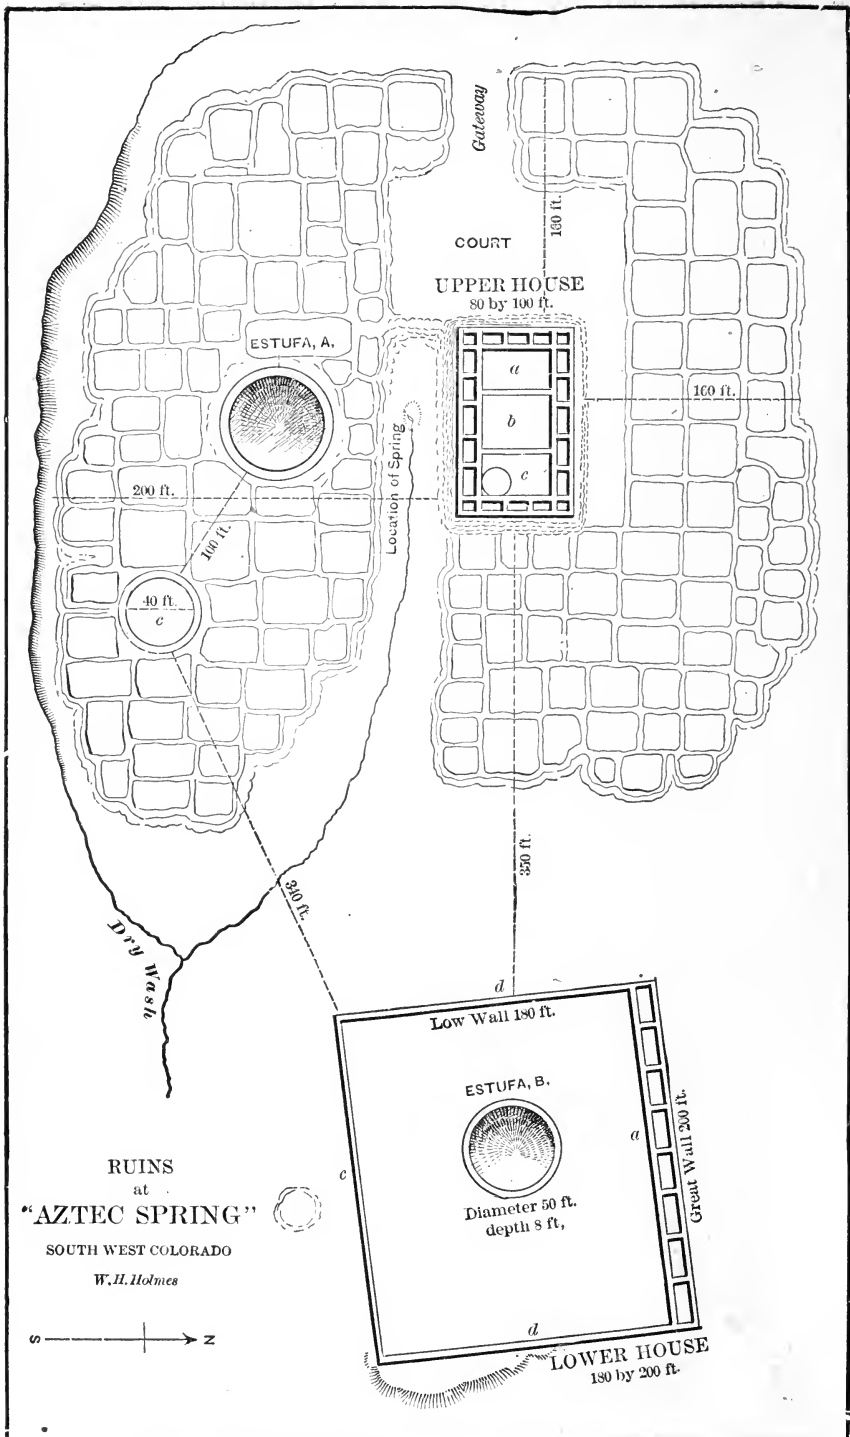 Gateway
160 ft.
COURT
UPPER HOUSE
80 by 100 ft.
ESTUFA, A.
a
b
c
160 ft.
Location of Spring
200 ft.
100 ft.
40 ft.
c
350 ft.
340 ft.
Dry Wash
d
Low Wall 180 ft.
ESTUFA, B.
Diameter 50 ft.
depth 8 ft,
a
Great Wall 200 ft.
c
d
LOWER HOUSE
180 by 200 ft.
RUINS
at
"AZTEC SPRING"
SOUTH WEST COLORADO
W. H. Holmes
S N